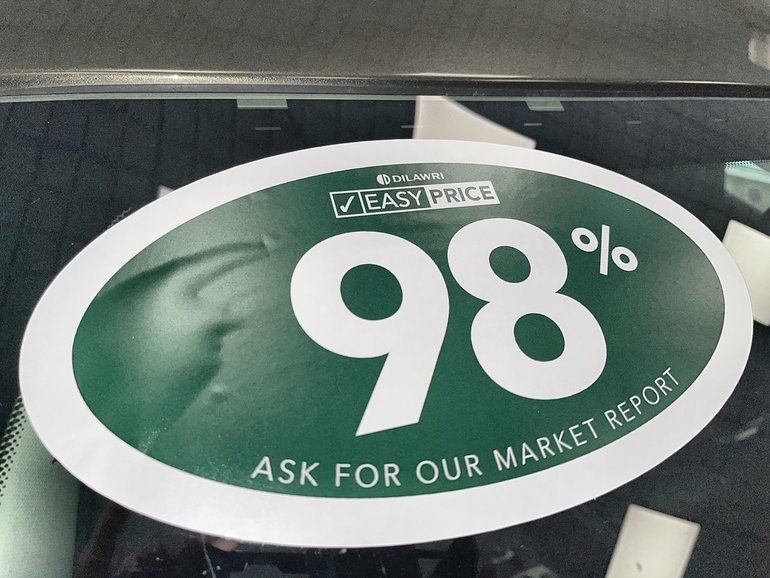 DILAWRI
✓ EASY PRICE
98%
ASK FOR OUR MARKET REPORT